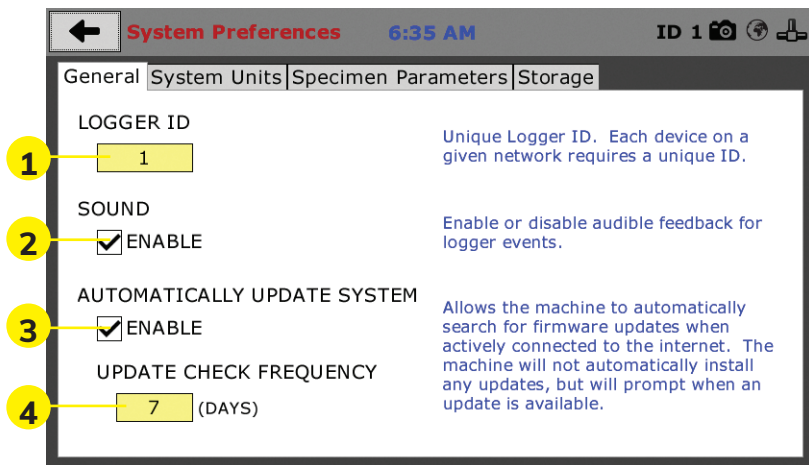 System Preferences 6:35 AM ID 1
General System Units Specimen Parameters Storage
LOGGER ID
1 1
Unique Logger ID. Each device on a
given network requires a unique ID.
SOUND
2 ENABLE
Enable or disable audible feedback for
logger events.
AUTOMATICALLY UPDATE SYSTEM
3 ENABLE
UPDATE CHECK FREQUENCY
4 7 (DAYS)
Allows the machine to automatically
search for firmware updates when
actively connected to the internet. The
machine will not automatically install
any updates, but will prompt when an
update is available.